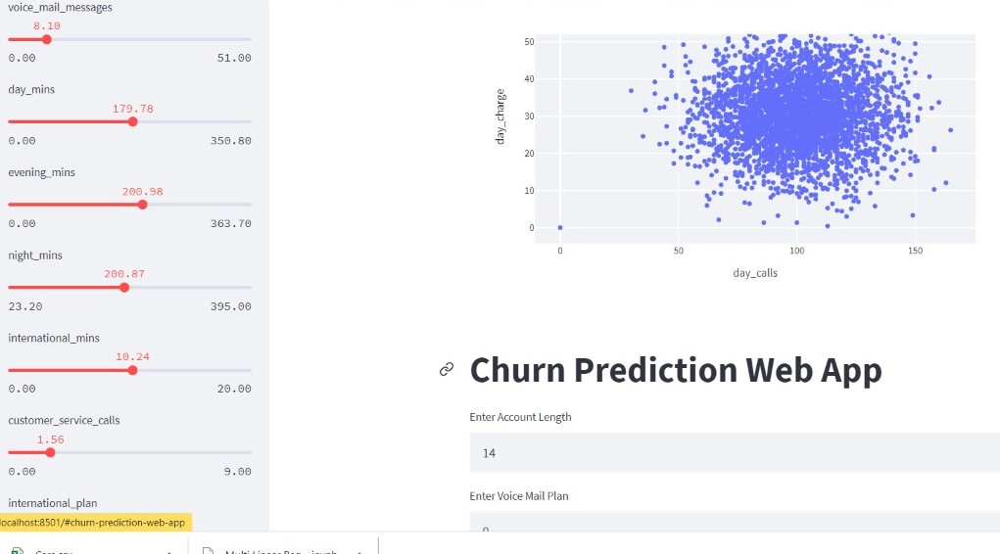 voice_mail_messages
8.10
0.00 51.00
day_mins
179.78
0.00 350.80
evening_mins
200.98
0.00 363.70
night_mins
200.87
23.20 395.00
international_mins
10.24
0.00 20.00
customer_service_calls
1.56
0.00 9.00
international_plan
localhost:8501/#churn-prediction-web-app
50
40
30
20
10
0
day_charge
0 50 100 150
day_calls
Churn Prediction Web App
Enter Account Length
14
Enter Voice Mail Plan
0